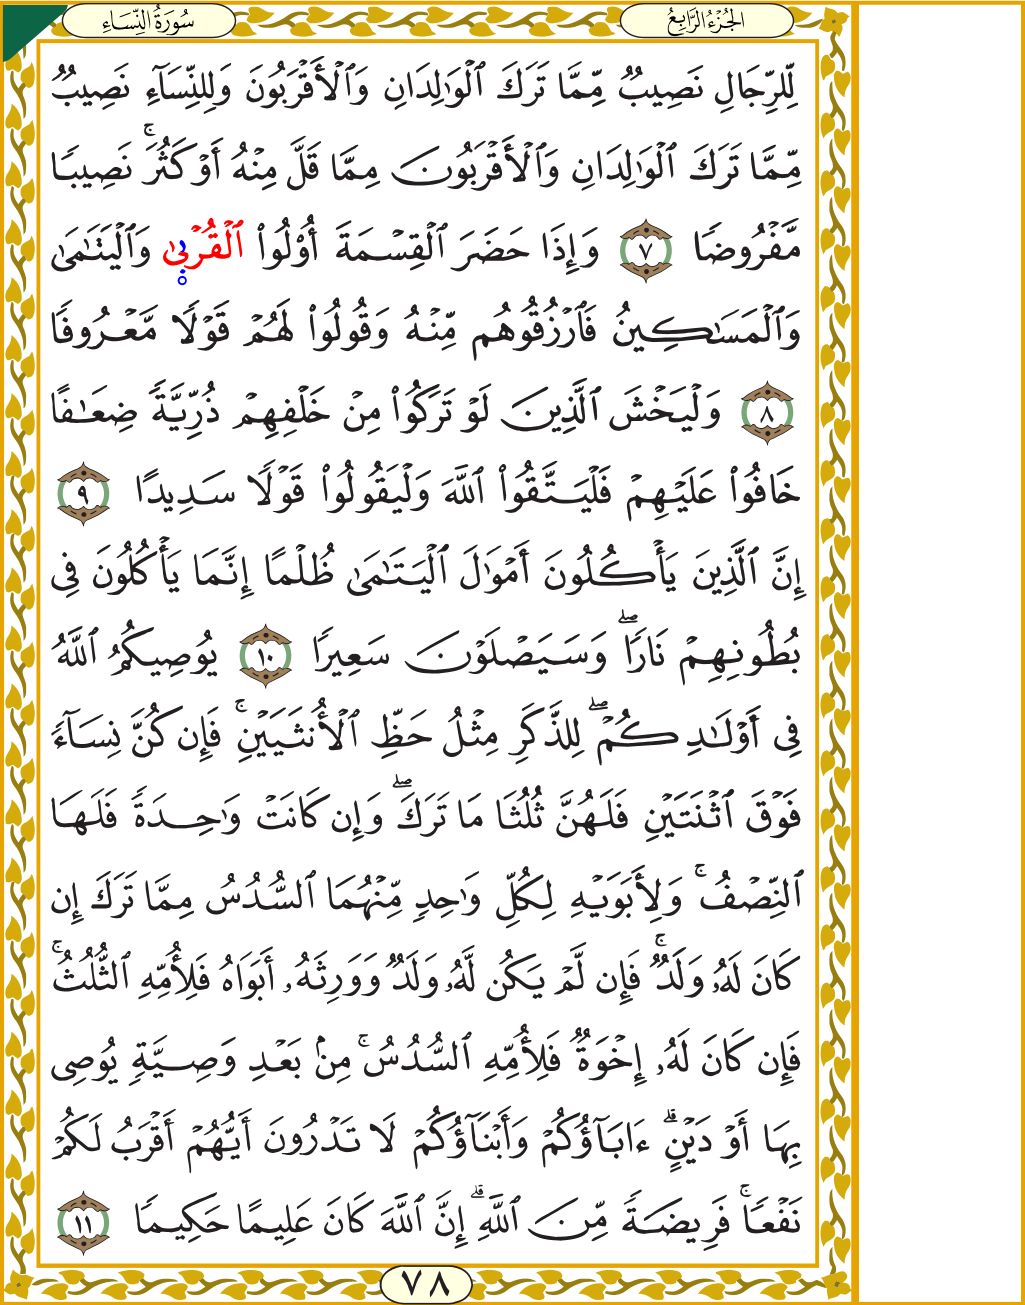 سُورَةُ النِّسَاءِ
الجُزْءُ الرَّابِعُ
لِّلرِّجَالِ نَصِيبٌ مِّمَّا تَرَكَ ٱلْوَٰلِدَانِ وَٱلْأَقْرَبُونَ وَلِلنِّسَآءِ نَصِيبٌ
مِّمَّا تَرَكَ ٱلْوَٰلِدَانِ وَٱلْأَقْرَبُونَ مِمَّا قَلَّ مِنْهُ أَوْ كَثُرَ ۚ نَصِيبًا
مَّفْرُوضًا ٧ وَإِذَا حَضَرَ ٱلْقِسْمَةَ أُو۟لُوا۟ ٱلْقُرْبَىٰ وَٱلْيَتَٰمَىٰ
وَٱلْمَسَٰكِينُ فَٱرْزُقُوهُم مِّنْهُ وَقُولُوا۟ لَهُمْ قَوْلًا مَّعْرُوفًا
٨ وَلْيَخْشَ ٱلَّذِينَ لَوْ تَرَكُوا۟ مِنْ خَلْفِهِمْ ذُرِّيَّةً ضِعَٰفًا
خَافُوا۟ عَلَيْهِمْ فَلْيَتَّقُوا۟ ٱللَّهَ وَلْيَقُولُوا۟ قَوْلًا سَدِيدًا ٩
إِنَّ ٱلَّذِينَ يَأْكُلُونَ أَمْوَٰلَ ٱلْيَتَٰمَىٰ ظُلْمًا إِنَّمَا يَأْكُلُونَ فِى
بُطُونِهِمْ نَارًا ۖ وَسَيَصْلَوْنَ سَعِيرًا ١٠ يُوصِيكُمُ ٱللَّهُ
فِىٓ أَوْلَٰدِكُمْ ۖ لِلذَّكَرِ مِثْلُ حَظِّ ٱلْأُنثَيَيْنِ ۚ فَإِن كُنَّ نِسَآءً
فَوْقَ ٱثْنَتَيْنِ فَلَهُنَّ ثُلُثَا مَا تَرَكَ ۖ وَإِن كَانَتْ وَٰحِدَةً فَلَهَا
ٱلنِّصْفُ ۚ وَلِأَبَوَيْهِ لِكُلِّ وَٰحِدٍ مِّنْهُمَا ٱلسُّدُسُ مِمَّا تَرَكَ إِن
كَانَ لَهُۥ وَلَدٌ ۚ فَإِن لَّمْ يَكُن لَّهُۥ وَلَدٌ وَوَرِثَهُۥٓ أَبَوَاهُ فَلِأُمِّهِ ٱلثُّلُثُ ۚ
فَإِن كَانَ لَهُۥٓ إِخْوَةٌ فَلِأُمِّهِ ٱلسُّدُسُ ۚ مِنۢ بَعْدِ وَصِيَّةٍ يُوصِى
بِهَآ أَوْ دَيْنٍ ۗ ءَابَآؤُكُمْ وَأَبْنَآؤُكُمْ لَا تَدْرُونَ أَيُّهُمْ أَقْرَبُ لَكُمْ
نَفْعًا ۚ فَرِيضَةً مِّنَ ٱللَّهِ ۗ إِنَّ ٱللَّهَ كَانَ عَلِيمًا حَكِيمًا ١١
٧٨